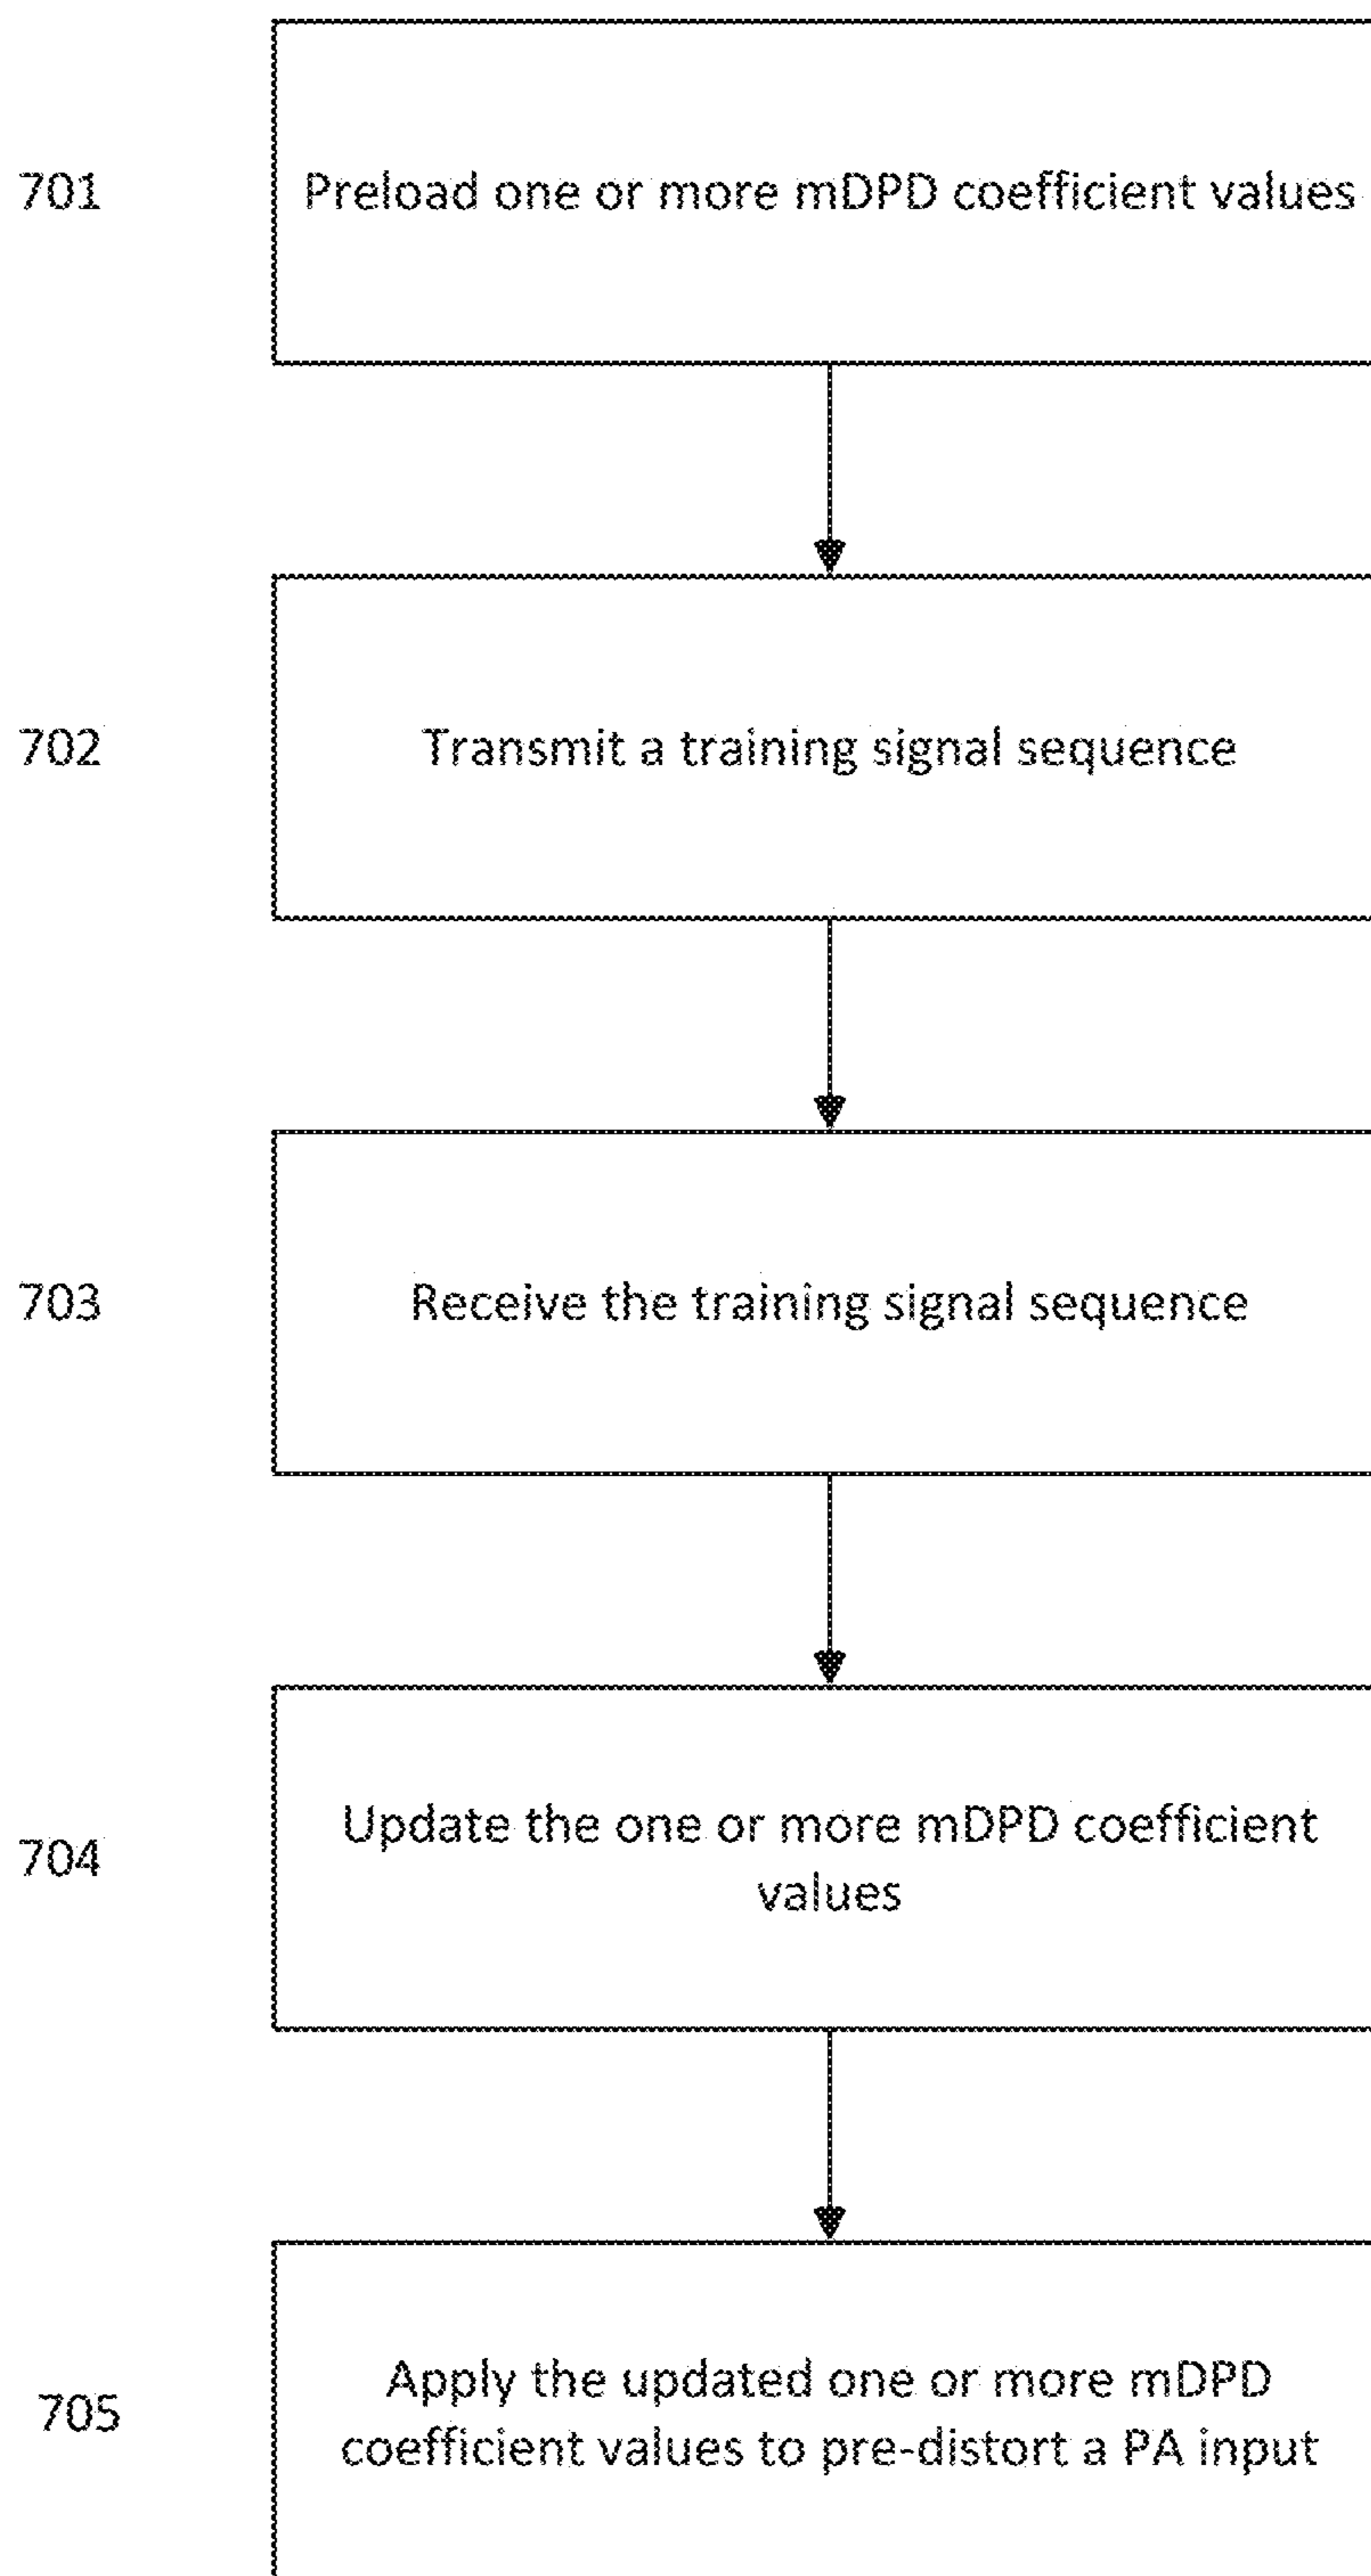 701
Preload one or more mDPD coefficient values
702
Transmit a training signal sequence
703
Receive the training signal sequence
704
Update the one or more mDPD coefficient
values
705
Apply the updated one or more mDPD
coefficient values to pre-distort a PA input